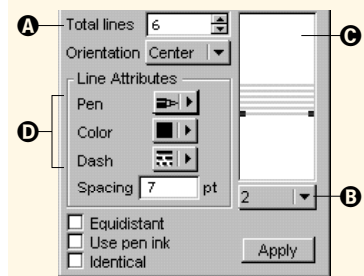 A
Total lines 6
C
Orientation Center
Line Attributes
Pen
D
Color
Dash
Spacing 7 pt
2
B
Equidistant
Use pen ink
Identical
Apply